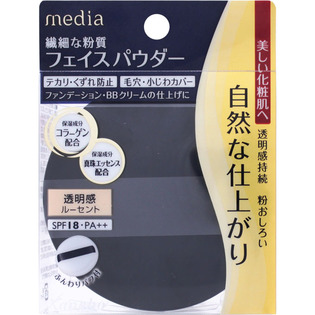 media
繊細な粉質
フェイスパウダー
テカリ・くずれ防止
毛穴・小じわカバー
ファンデーション・BBクリームの仕上げに
保湿成分
コラーゲン
配合
保湿成分
真珠エッセンス
配合
透明感
ルーセント
SPF18・PA++
ふんわりパフ付
美しい化粧肌へ
自然な仕上がり
透明感持続 粉おしろい